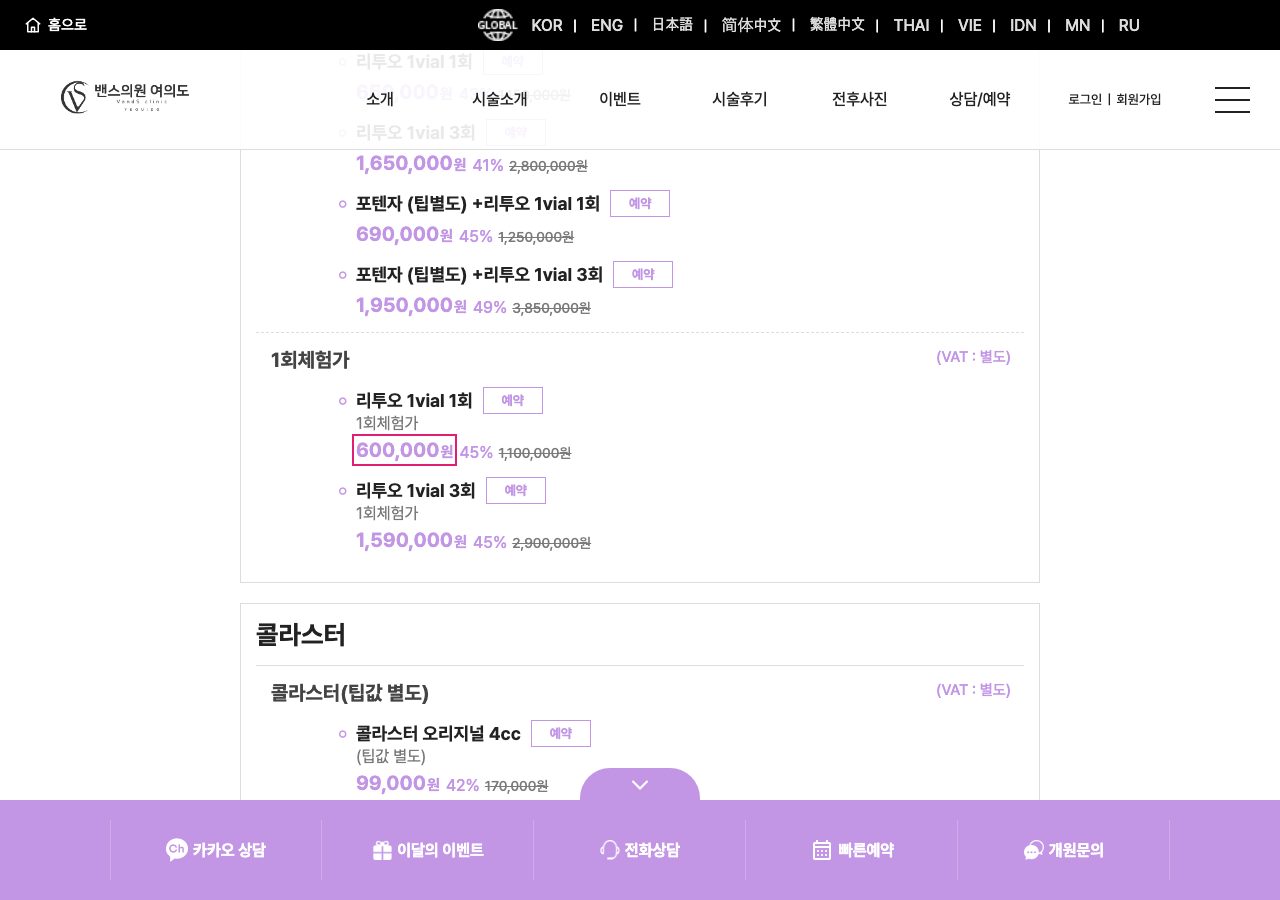 홈으로
GLOBAL KOR | ENG | 日本語 | 简体中文 | 繁體中文 | THAI | VIE | IDN | MN | RU
밴스의원 여의도
VandS clinic
YEOUIDO
소개 시술소개 이벤트 시술후기 전후사진 상담/예약 로그인 | 회원가입
리투오 1vial 1회 예약
리투오 1vial 3회 예약
1,650,000원 41% 2,800,000원
포텐자 (팁별도) +리투오 1vial 1회 예약
690,000원 45% 1,250,000원
포텐자 (팁별도) +리투오 1vial 3회 예약
1,950,000원 49% 3,850,000원
1회체험가 (VAT : 별도)
리투오 1vial 1회 예약
1회체험가
600,000원 45% 1,100,000원
리투오 1vial 3회 예약
1회체험가
1,590,000원 45% 2,900,000원
콜라스터
콜라스터(팁값 별도) (VAT : 별도)
콜라스터 오리지널 4cc 예약
(팁값 별도)
99,000원 42% 170,000원
Ch 카카오 상담 이달의 이벤트 전화상담 빠른예약 개원문의